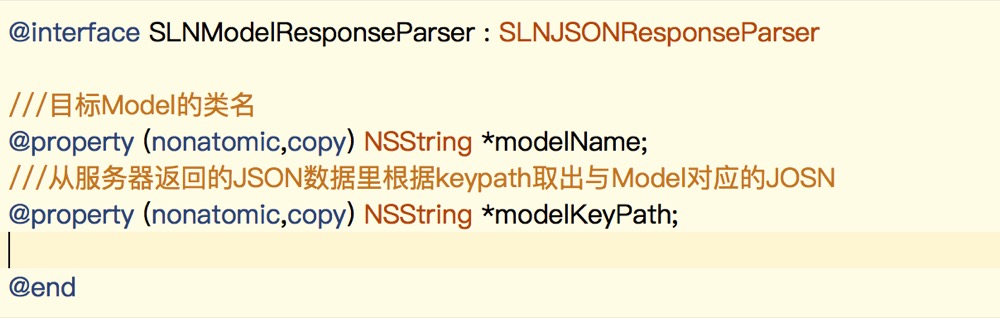 @interface SLNModelResponseParser : SLNJSONResponseParser
///目标Model的类名
@property (nonatomic,copy) NSString *modelName;
///从服务器返回的JSON数据里根据keypath取出与Model对应的JOSN
@property (nonatomic,copy) NSString *modelKeyPath;
@end